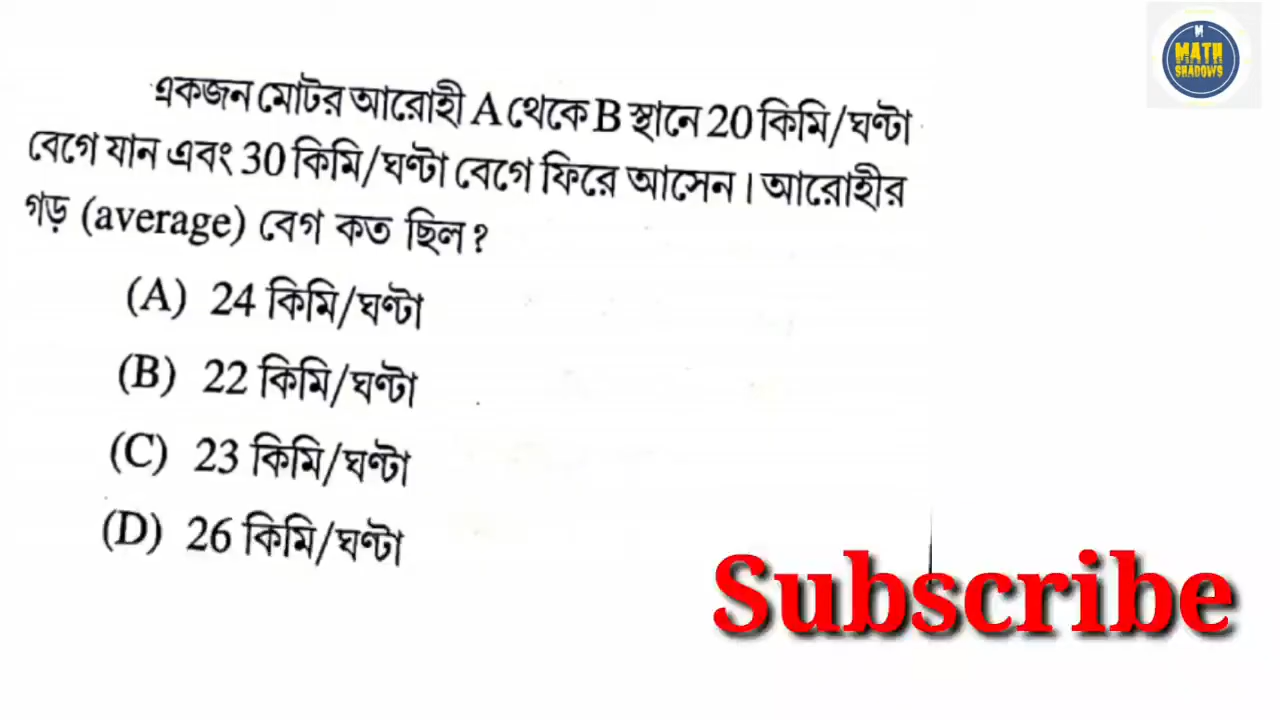 একজন মোটর আরোহী A থেকে B স্থানে 20 কিমি/ঘণ্টা
বেগে যান এবং 30 কিমি/ঘণ্টা বেগে ফিরে আসেন। আরোহীর
গড় (average) বেগ কত ছিল?
(A) 24 কিমি/ঘণ্টা
(B) 22 কিমি/ঘণ্টা
(C) 23 কিমি/ঘণ্টা
(D) 26 কিমি/ঘণ্টা
M
MATH
SHADOWS
Subscribe